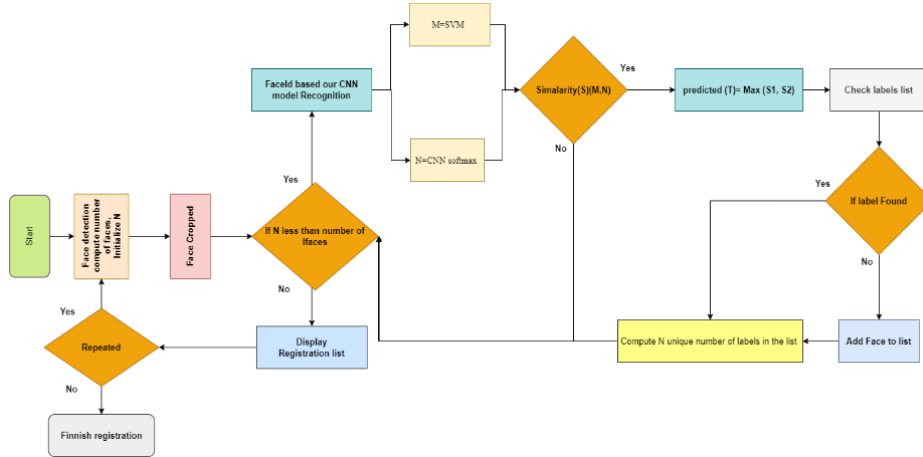 M=SVM
FaceId based our CNN
model Recognition
Simalarity(S)(M,N)
Yes
predicted (T)= Max (S1, S2)
Check labels list
No
N=CNN softmax
Yes
Start
Face detection
compute number
of faces,
Initialize N
Face Cropped
If N less than number of
Ifaces
Yes
If label Found
No
No
Yes
Repeated
Display
Registration list
Compute N unique number of labels in the list
Add Face to list
No
Finnish registration